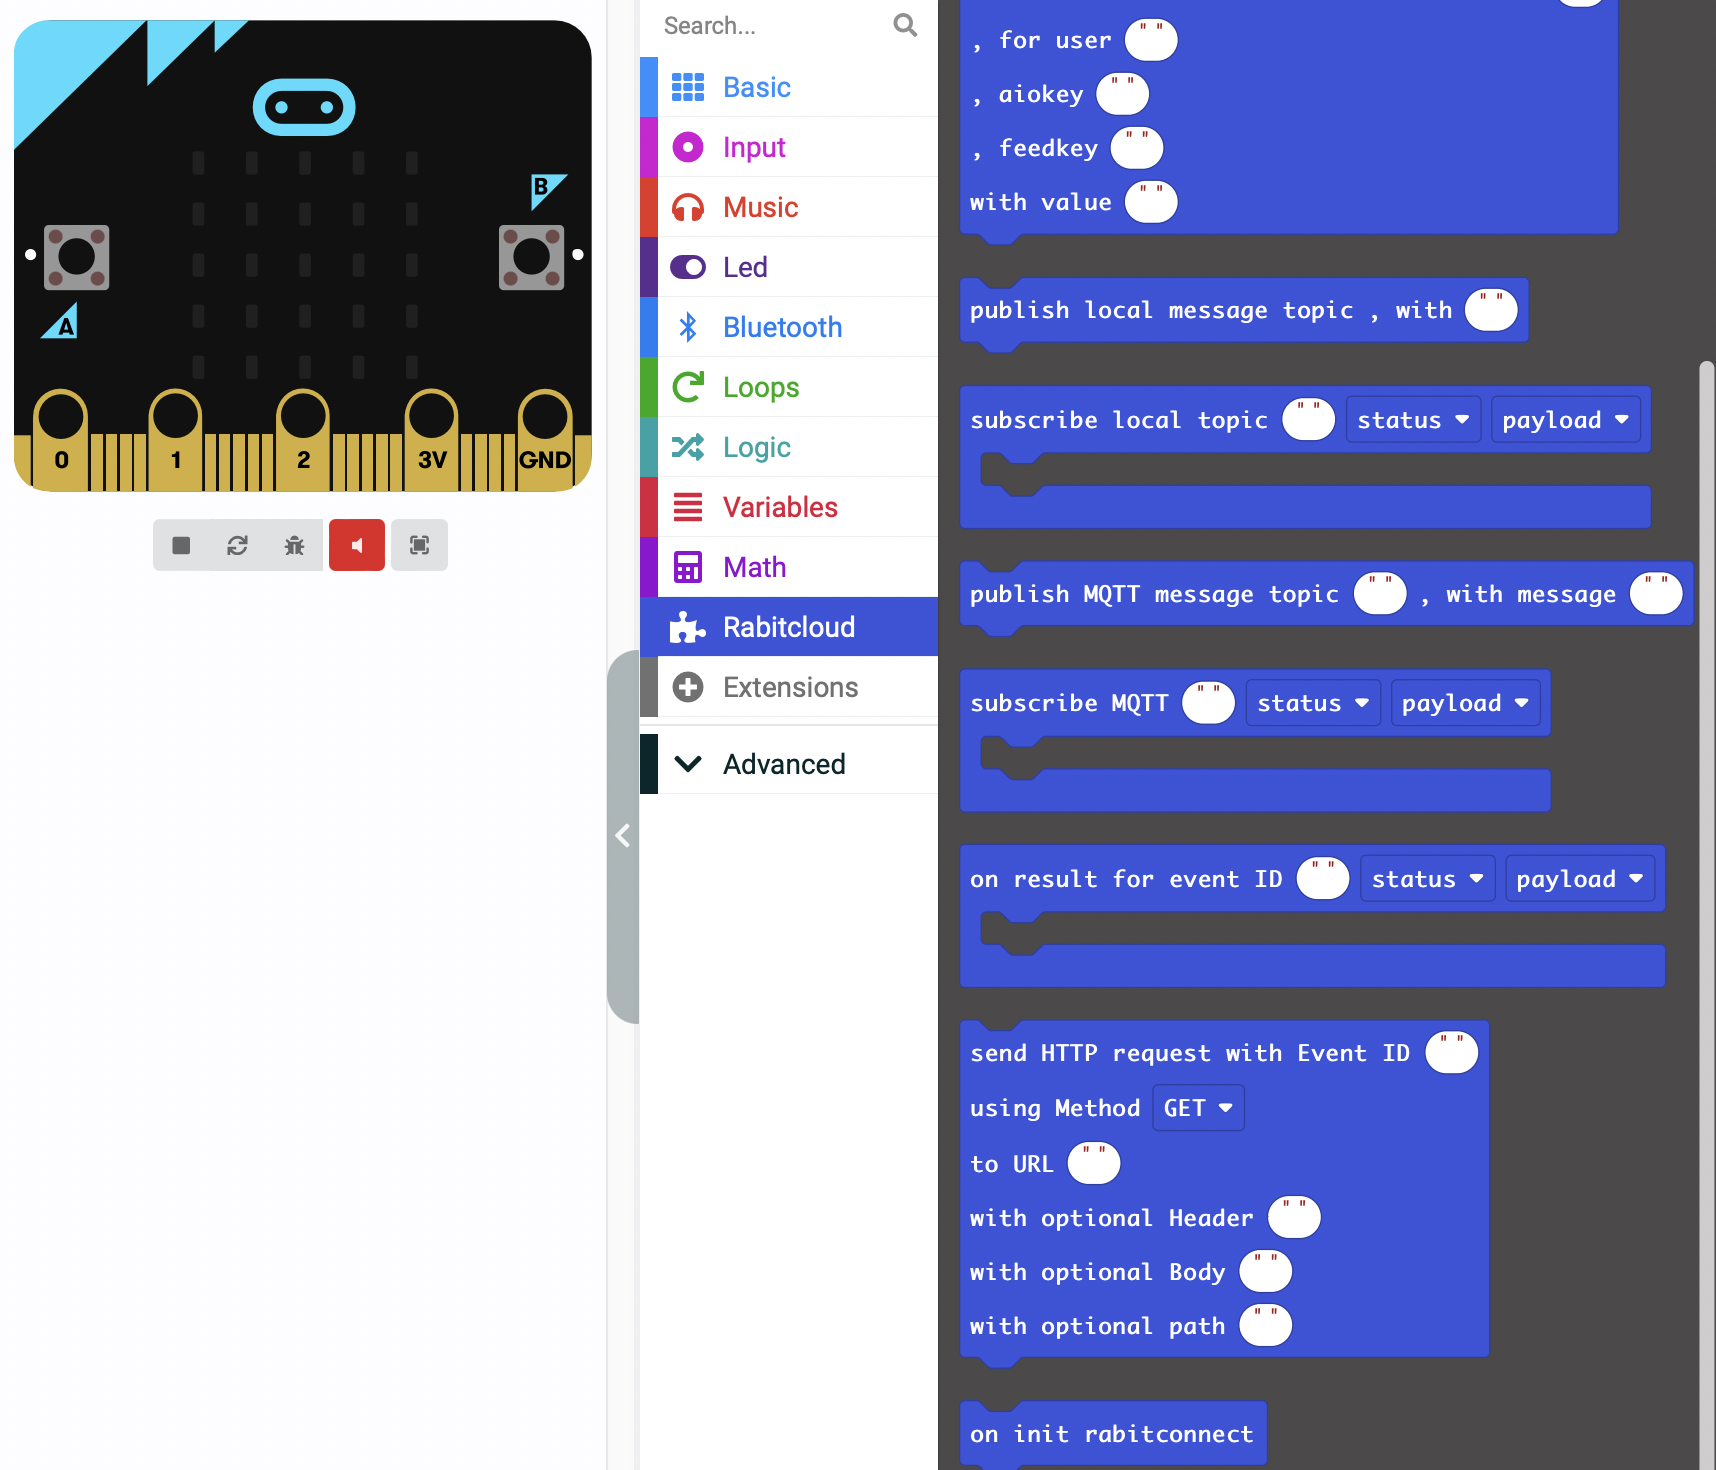 B
A
0 1 2 3V GND
Search...
Basic
Input
Music
Led
Bluetooth
Loops
Logic
Variables
Math
Rabitcloud
Extensions
Advanced
, for user " "
, aiokey " "
, feedkey " "
with value " "
publish local message topic , with " "
subscribe local topic " " status payload
publish MQTT message topic " " , with message " "
subscribe MQTT " " status payload
on result for event ID " " status payload
send HTTP request with Event ID " "
using Method GET
to URL " "
with optional Header " "
with optional Body " "
with optional path " "
on init rabitconnect